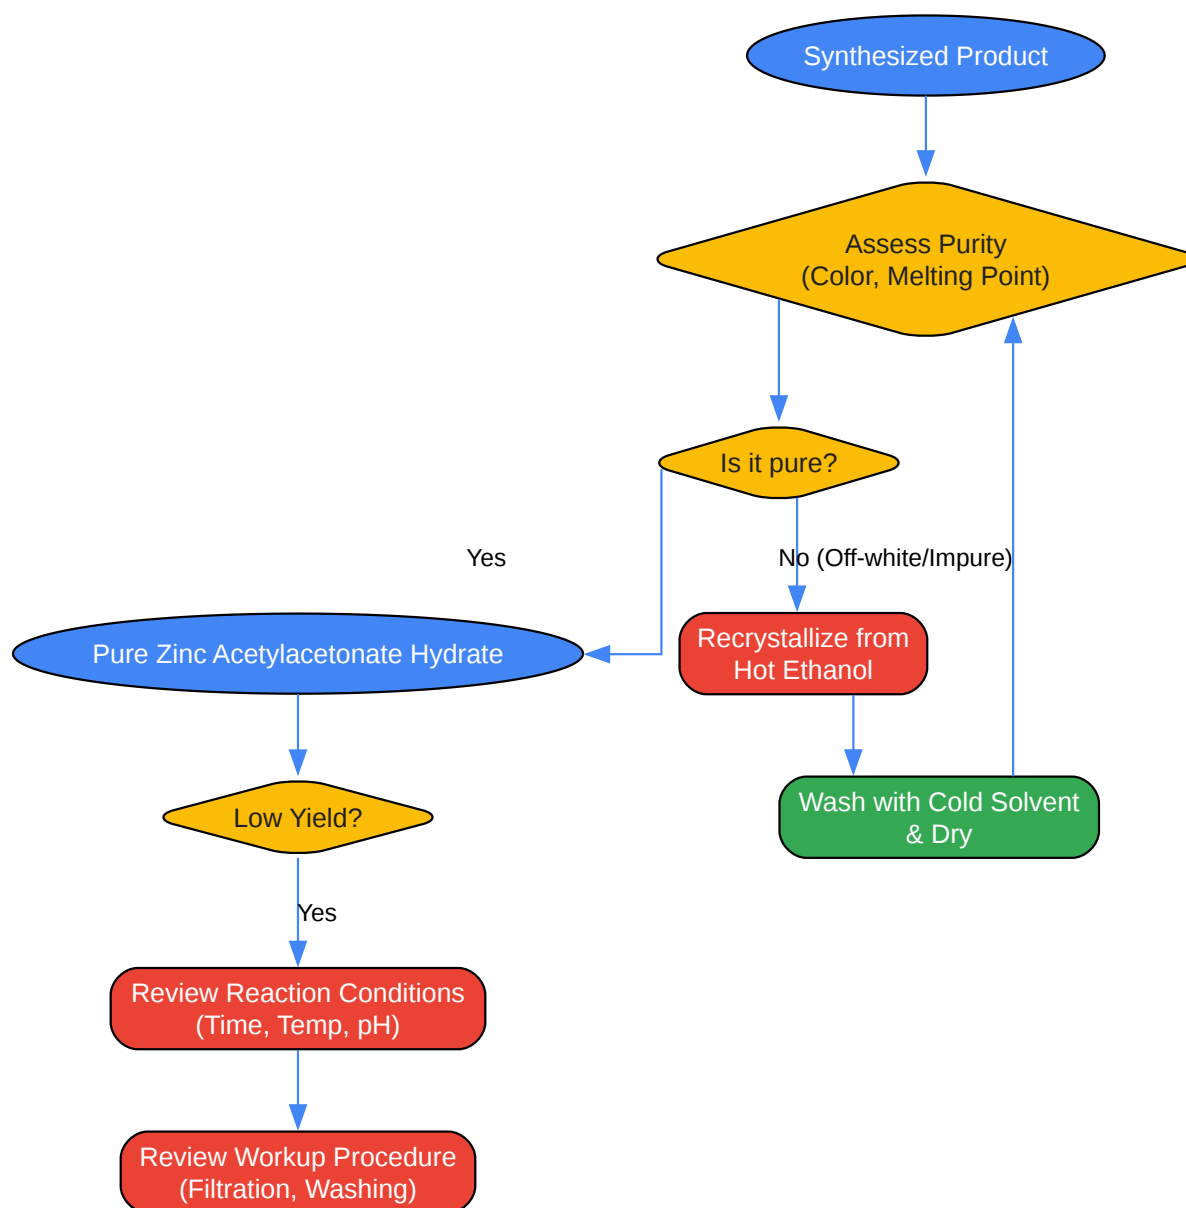 Synthesized Product
Assess Purity
(Color, Melting Point)
Is it pure?
Yes
No (Off-white/Impure)
Pure Zinc Acetylacetonate Hydrate
Recrystallize from
Hot Ethanol
Low Yield?
Wash with Cold Solvent
& Dry
Yes
Review Reaction Conditions
(Time, Temp, pH)
Review Workup Procedure
(Filtration, Washing)